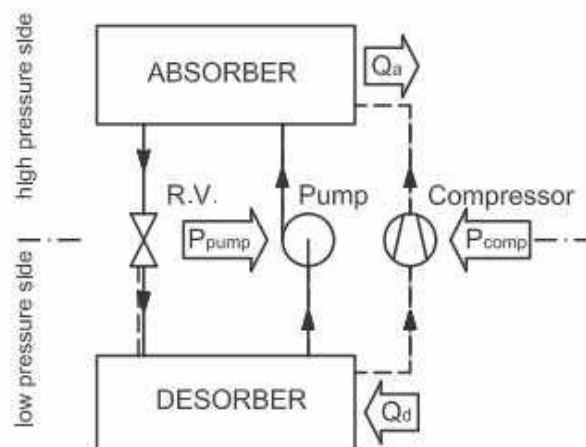 high pressure side
ABSORBER
Qa
R.V.
Pump
Compressor
Ppump
Pcomp
low pressure side
DESORBER
Qd